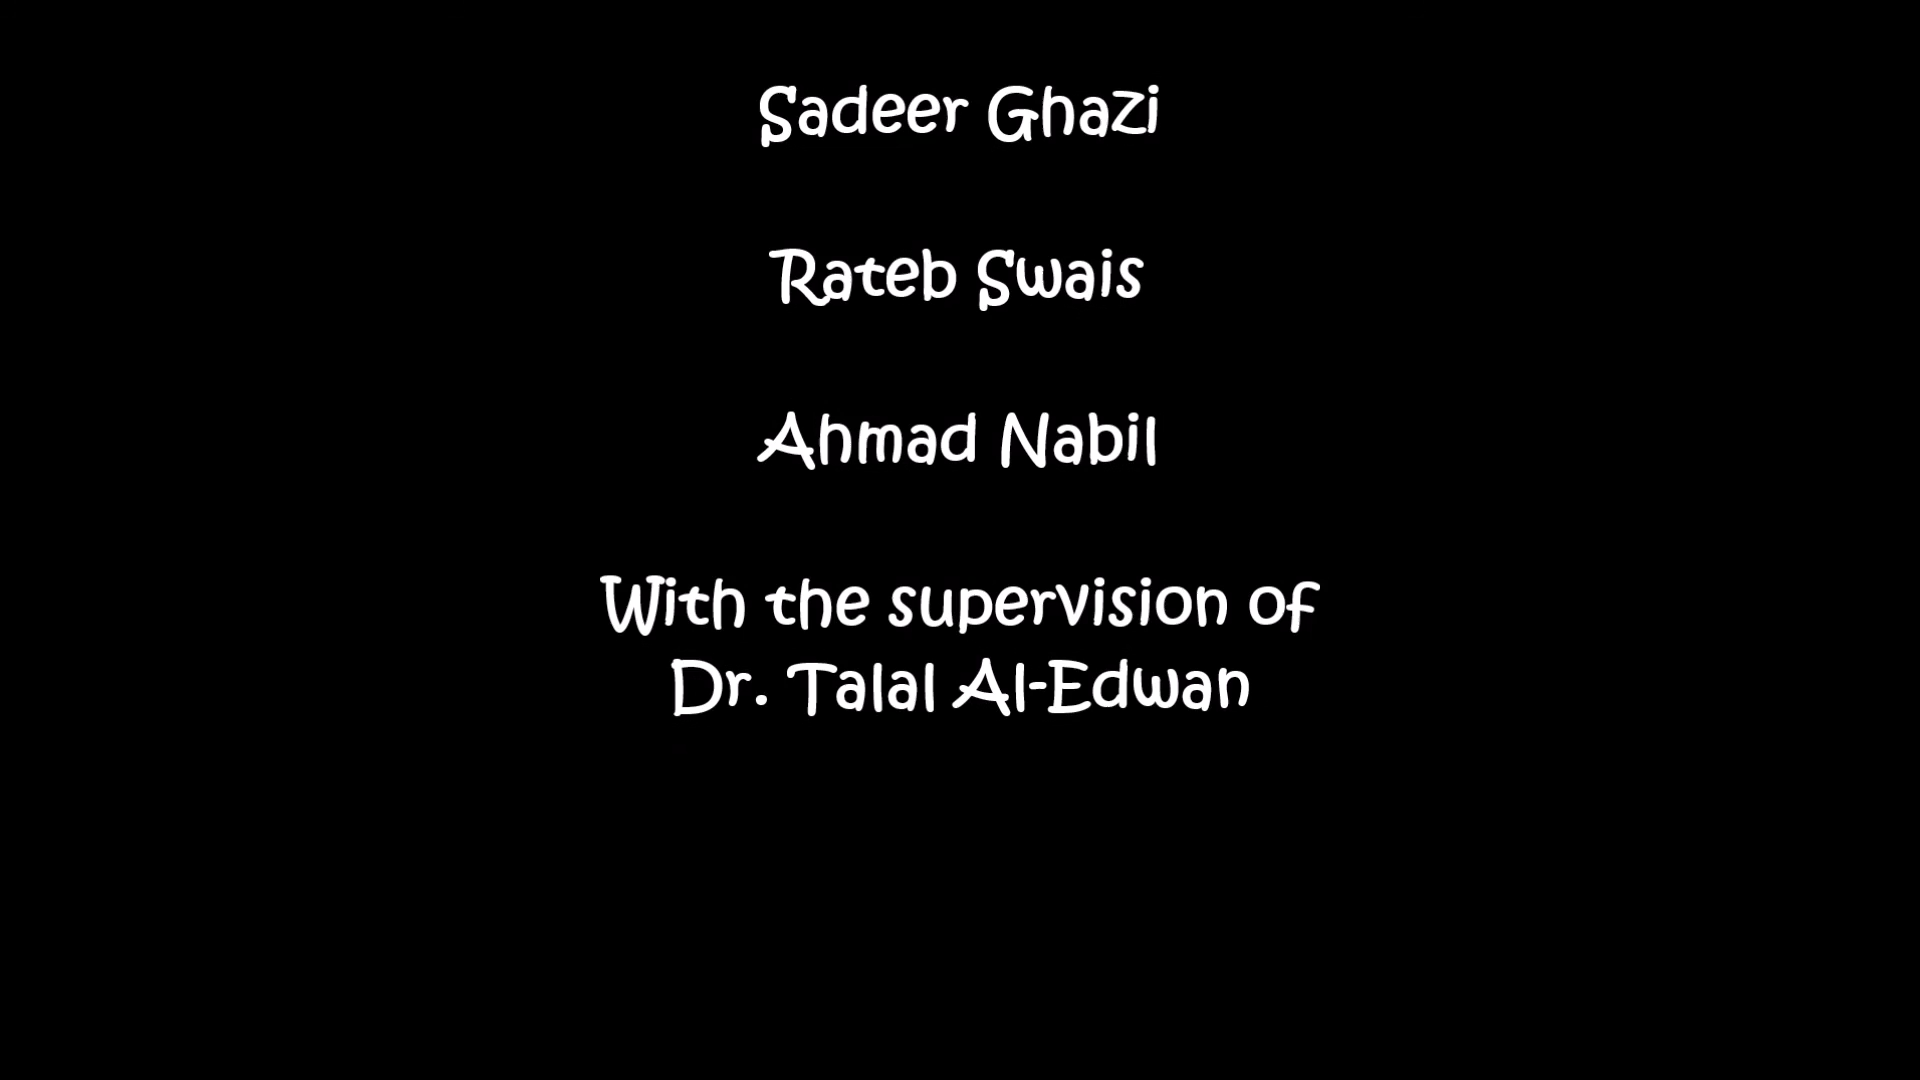 Sadeer Ghazi
Rateb Swais
Ahmad Nabil
With the supervision of
Dr. Talal Al-Edwan